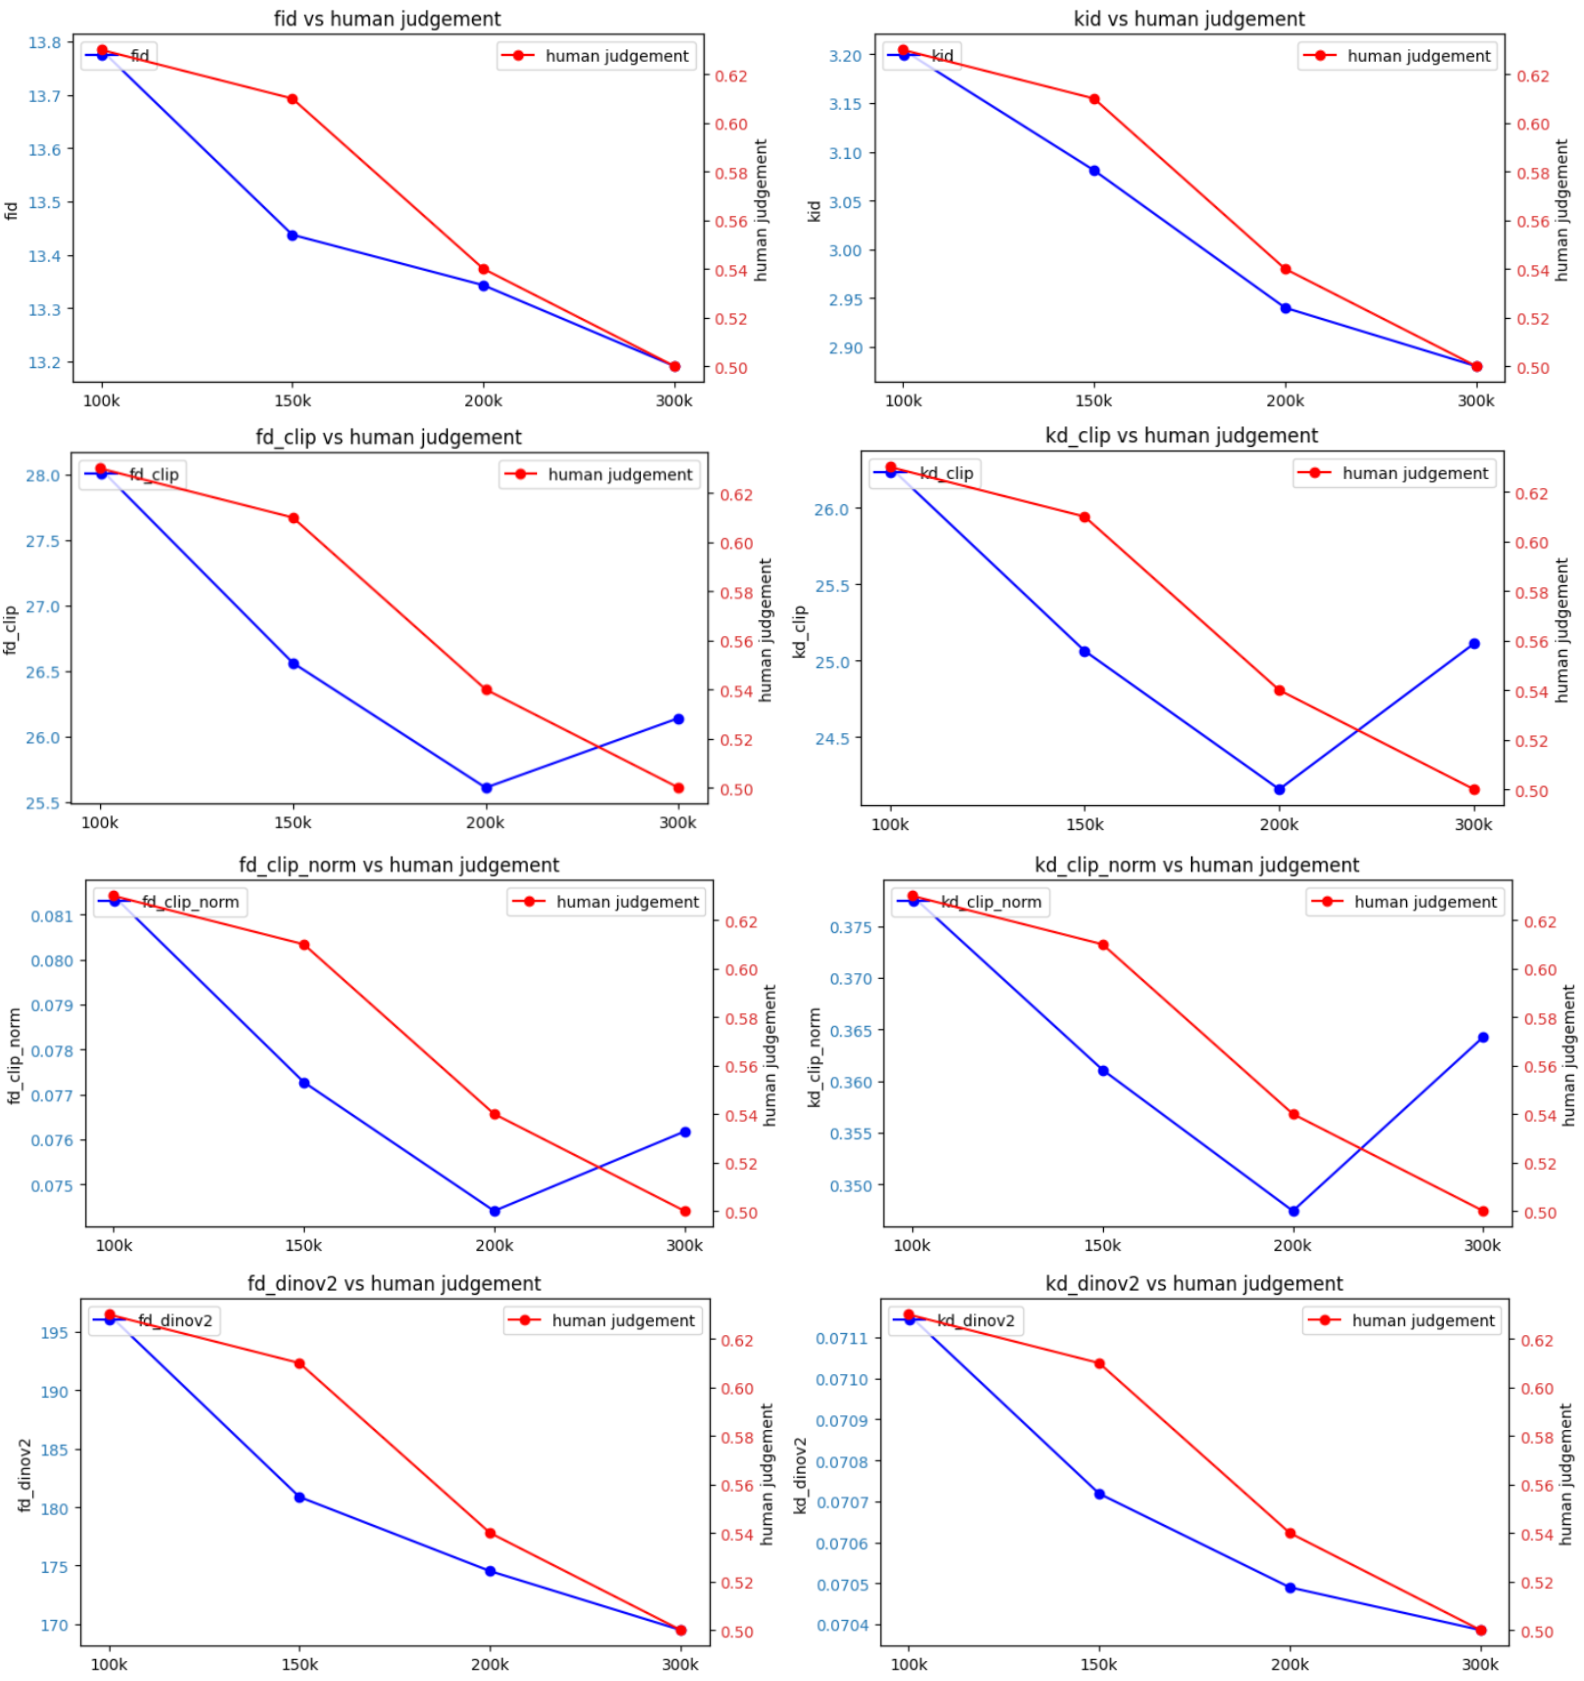 fid vs human judgement
fid
human judgement
13.8
13.7
13.6
13.5
13.4
13.3
13.2
0.62
0.60
0.58
0.56
0.54
0.52
0.50
fid
human judgement
100k 150k 200k 300k
kid vs human judgement
kid
human judgement
3.20
3.15
3.10
3.05
3.00
2.95
2.90
0.62
0.60
0.58
0.56
0.54
0.52
0.50
kid
human judgement
100k 150k 200k 300k
fd_clip vs human judgement
fd_clip
human judgement
28.0
27.5
27.0
26.5
26.0
25.5
0.62
0.60
0.58
0.56
0.54
0.52
0.50
fd_clip
human judgement
100k 150k 200k 300k
kd_clip vs human judgement
kd_clip
human judgement
26.0
25.5
25.0
24.5
0.62
0.60
0.58
0.56
0.54
0.52
0.50
kd_clip
human judgement
100k 150k 200k 300k
fd_clip_norm vs human judgement
fd_clip_norm
human judgement
0.081
0.080
0.079
0.078
0.077
0.076
0.075
0.62
0.60
0.58
0.56
0.54
0.52
0.50
fd_clip_norm
human judgement
100k 150k 200k 300k
kd_clip_norm vs human judgement
kd_clip_norm
human judgement
0.375
0.370
0.365
0.360
0.355
0.350
0.62
0.60
0.58
0.56
0.54
0.52
0.50
kd_clip_norm
human judgement
100k 150k 200k 300k
fd_dinov2 vs human judgement
fd_dinov2
human judgement
195
190
185
180
175
170
0.62
0.60
0.58
0.56
0.54
0.52
0.50
fd_dinov2
human judgement
100k 150k 200k 300k
kd_dinov2 vs human judgement
kd_dinov2
human judgement
0.0711
0.0710
0.0709
0.0708
0.0707
0.0706
0.0705
0.0704
0.62
0.60
0.58
0.56
0.54
0.52
0.50
kd_dinov2
human judgement
100k 150k 200k 300k